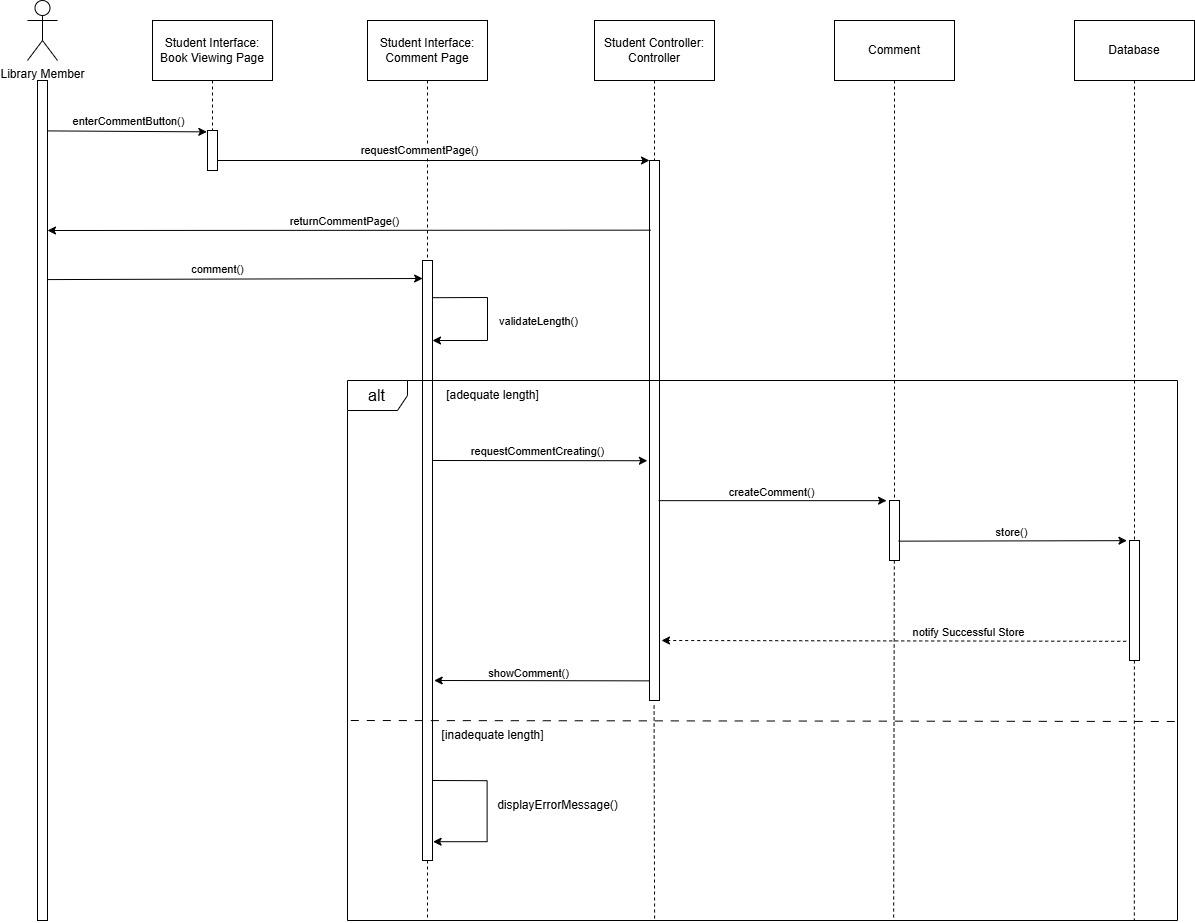 Library Member
Student Interface:
Book Viewing Page
Student Interface:
Comment Page
Student Controller:
Controller
Comment
Database
enterCommentButton()
requestCommentPage()
returnCommentPage()
comment()
validateLength()
alt
[adequate length]
requestCommentCreating()
createComment()
store()
notify Successful Store
showComment()
[inadequate length]
displayErrorMessage()